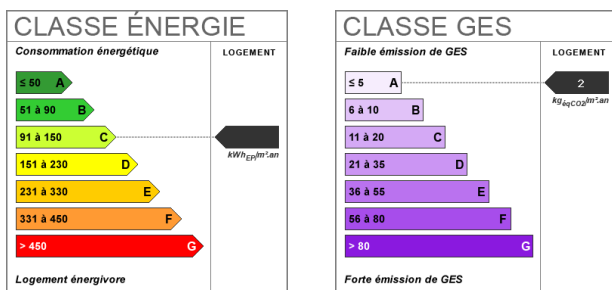 CLASSE ÉNERGIE
Consommation énergétique
LOGEMENT
≤ 50 A
51 à 90 B
91 à 150 C
kWhEP/m².an
151 à 230 D
231 à 330 E
331 à 450 F
> 450 G
Logement énergivore
CLASSE GES
Faible émission de GES
LOGEMENT
≤ 5 A
2
kgéqCO2/m².an
6 à 10 B
11 à 20 C
21 à 35 D
36 à 55 E
56 à 80 F
> 80 G
Forte émission de GES